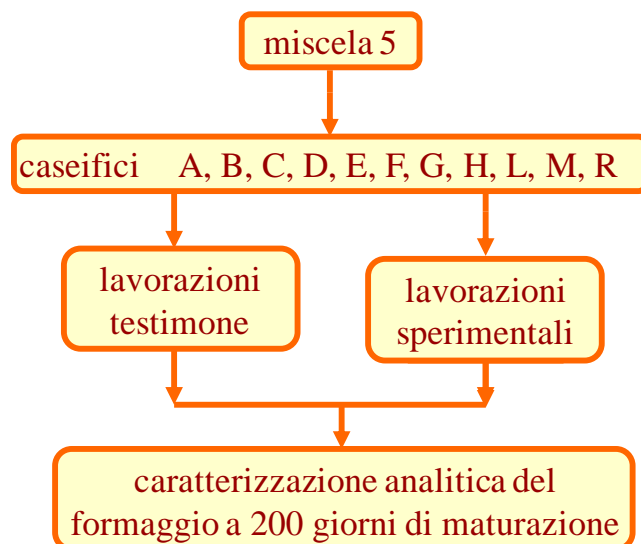 miscela 5
caseifici A, B, C, D, E, F, G, H, L, M, R
lavorazioni
testimone
lavorazioni
sperimentali
caratterizzazione analitica del
formaggio a 200 giorni di maturazione